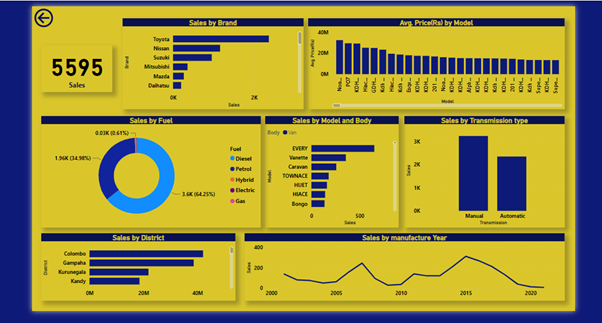 Sales by Brand
Avg. Price(Rs) by Model
5595
Sales
Brand
Toyota
Nissan
Suzuki
Mitsubishi
Mazda
Daihatsu
0K
2K
Sales
Avg. Price(Rs)
40M
20M
0M
Model
Sales by Fuel
Sales by Model and Body
Sales by Transmission type
0.03K (0.61%)
1.96K (34.98%)
3.6K (64.25%)
Fuel
Diesel
Petrol
Hybrid
Electric
Gas
Body
Van
Model
EVERY
Vanette
Caravan
TOWNACE
HIJET
HIACE
Bongo
0
500
Sales
Sales
3K
2K
1K
0K
Manual
Automatic
Transmission
Sales by District
Sales by manufacture Year
District
Colombo
Gampaha
Kurunegala
Kandy
0M
20M
40M
Sales
400
200
0
2000
2005
2010
2015
2020